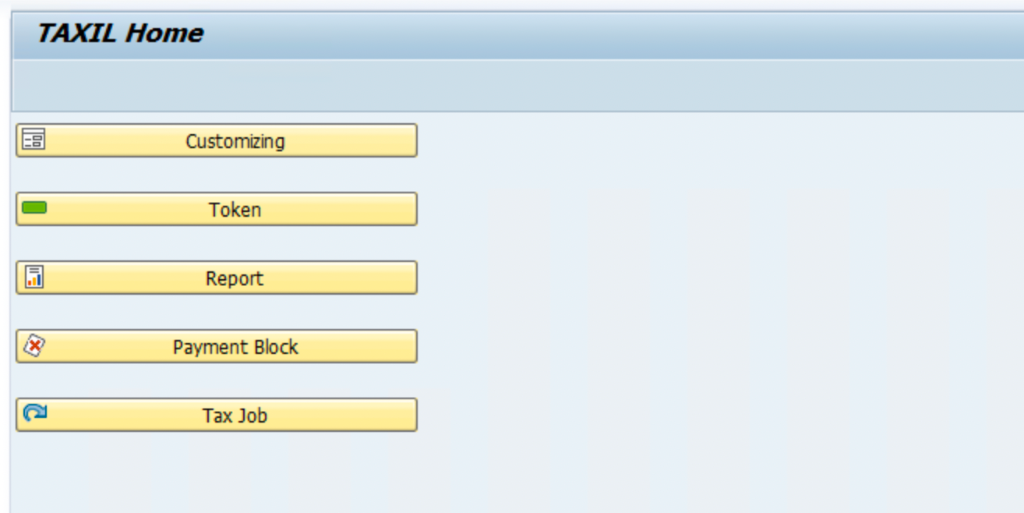 TAXIL Home
Customizing
Token
Report
Payment Block
Tax Job